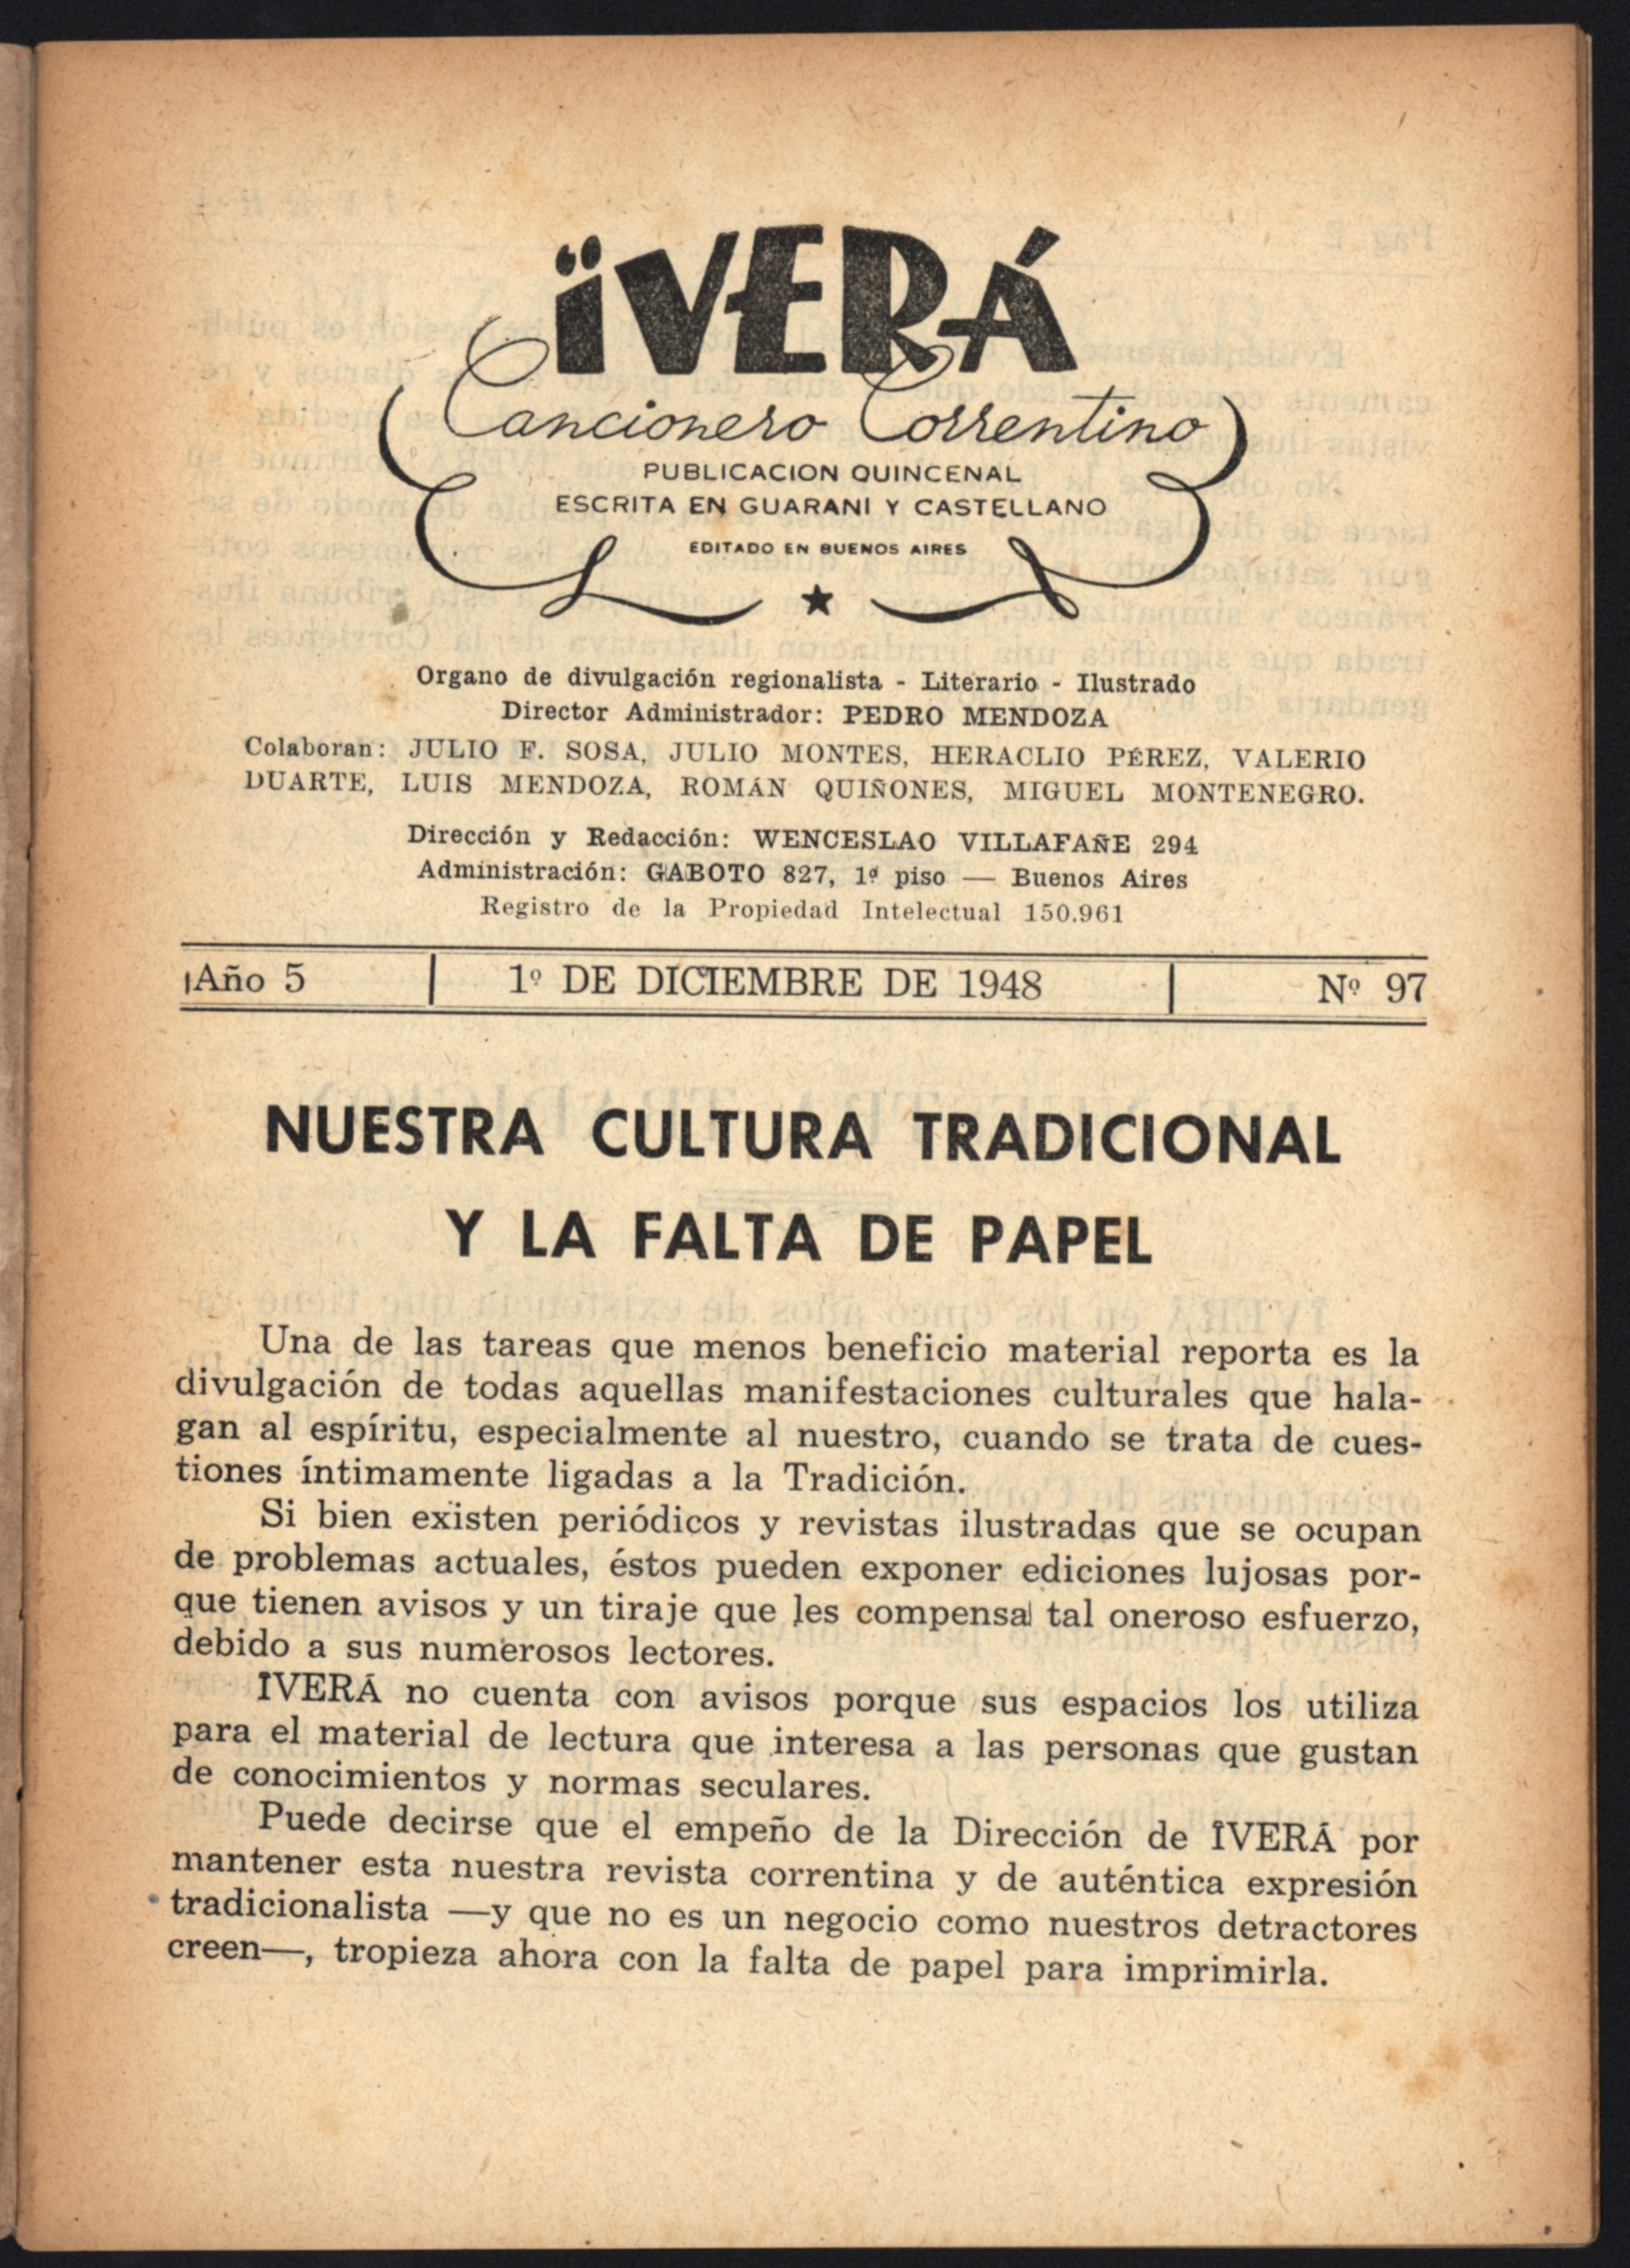 ïVERÁ
Cancionero Correntino
PUBLICACION QUINCENAL
ESCRITA EN GUARANÍ Y CASTELLANO
EDITADO EN BUENOS AIRES
Organo de divulgación regionalista - Literario - Ilustrado
Director Administrador: PEDRO MENDOZA
Colaboran: JULIO F. SOSA, JULIO MONTES, HERACLIO PÉREZ, VALERIO
DUARTE, LUIS MENDOZA, ROMÁN QUIÑONES, MIGUEL MONTENEGRO.
Dirección y Redacción: WENCESLAO VILLAFAÑE 294
Administración: GABOTO 827, 1º piso — Buenos Aires
Registro de la Propiedad Intelectual 150.961
Año 5 | 1º DE DICIEMBRE DE 1948 | Nº 97
NUESTRA CULTURA TRADICIONAL
Y LA FALTA DE PAPEL
Una de las tareas que menos beneficio material reporta es la
divulgación de todas aquellas manifestaciones culturales que hala-
gan al espíritu, especialmente al nuestro, cuando se trata de cues-
tiones íntimamente ligadas a la Tradición.
Si bien existen periódicos y revistas ilustradas que se ocupan
de problemas actuales, éstos pueden exponer ediciones lujosas por-
que tienen avisos y un tiraje que les compensa tal oneroso esfuerzo,
debido a sus numerosos lectores.
ÏVERÁ no cuenta con avisos porque sus espacios los utiliza
para el material de lectura que interesa a las personas que gustan
de conocimientos y normas seculares.
Puede decirse que el empeño de la Dirección de ÏVERÁ por
mantener esta nuestra revista correntina y de auténtica expresión
tradicionalista —y que no es un negocio como nuestros detractores
creen—, tropieza ahora con la falta de papel para imprimirla.